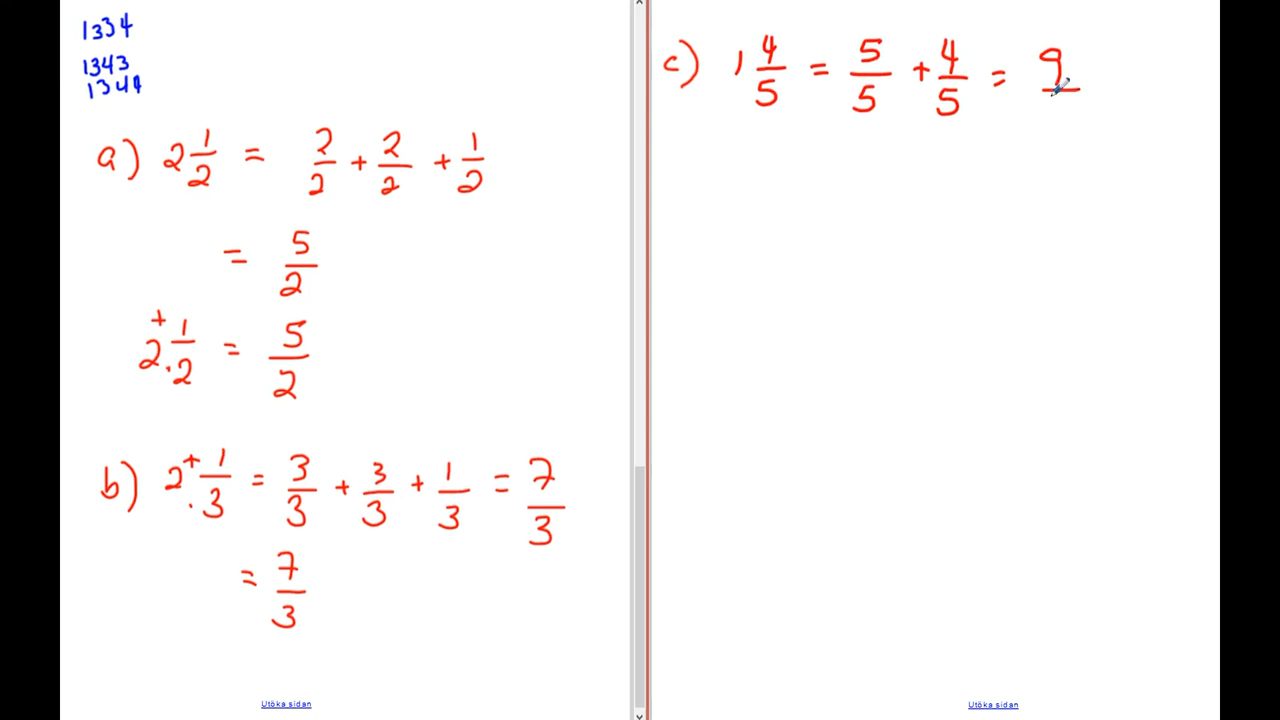 1334
1343
1344
a) 2 1/2 = 2/2 + 2/2 + 1/2
= 5/2
2 + · 1/2 = 5/2
b) 2 + · 1/3 = 3/3 + 3/3 + 1/3 = 7/3
= 7/3
Utöka sidan
c) 1 4/5 = 5/5 + 4/5 = 9/
Utöka sidan